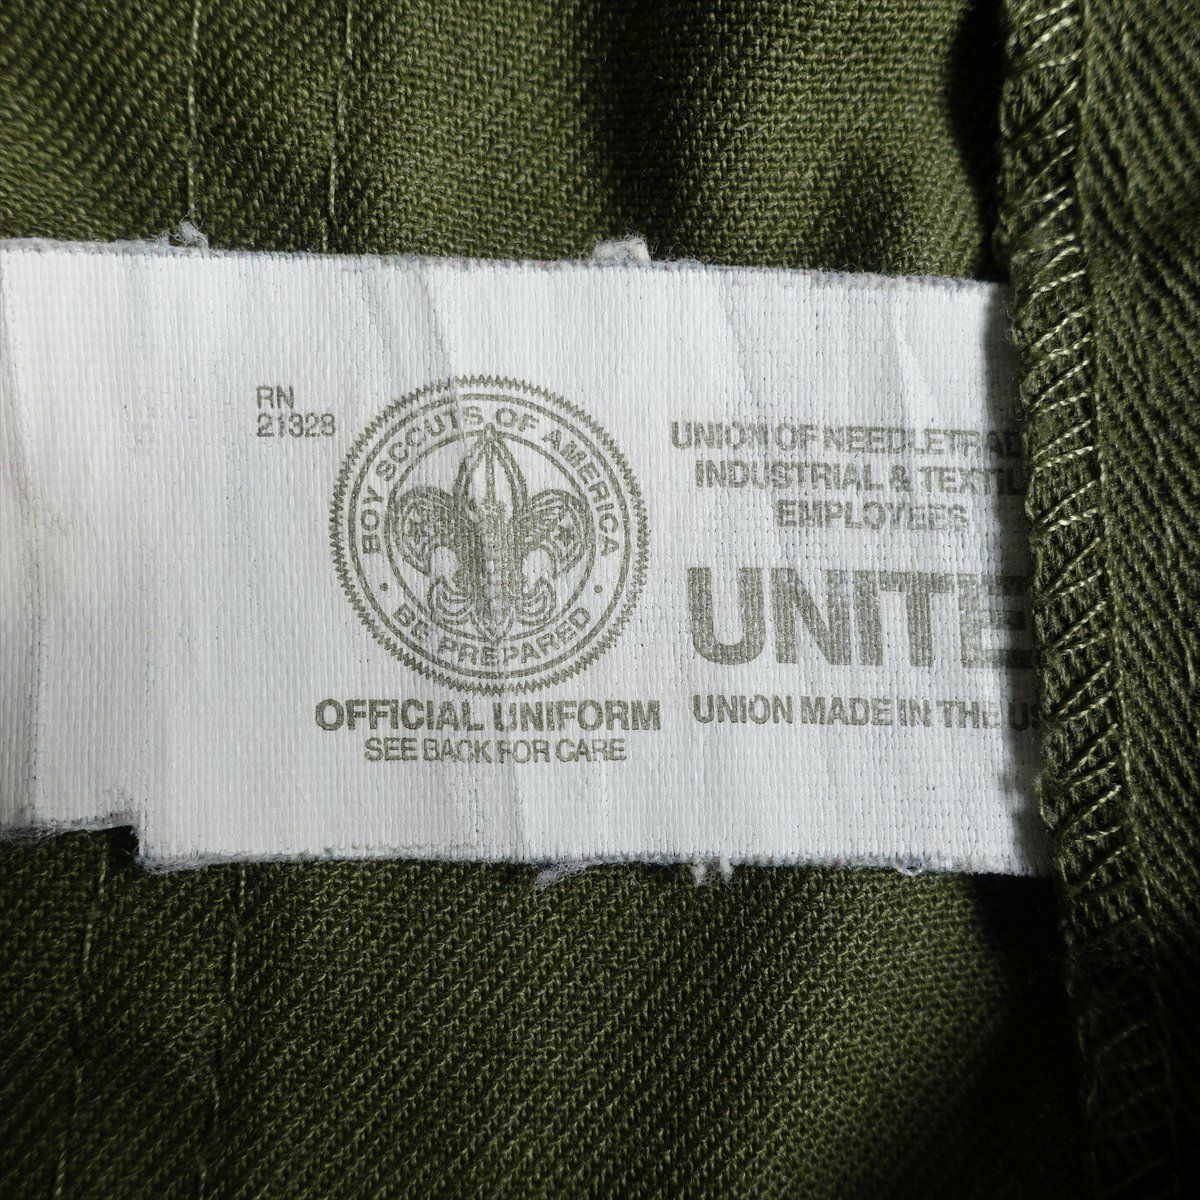 RN
21328
BOY SCOUTS OF AMERICA
· BE PREPARED ·
OFFICIAL UNIFORM
SEE BACK FOR CARE
UNION OF NEEDLETRAD
INDUSTRIAL & TEXTIL
EMPLOYEES
UNITE
UNION MADE IN THE US